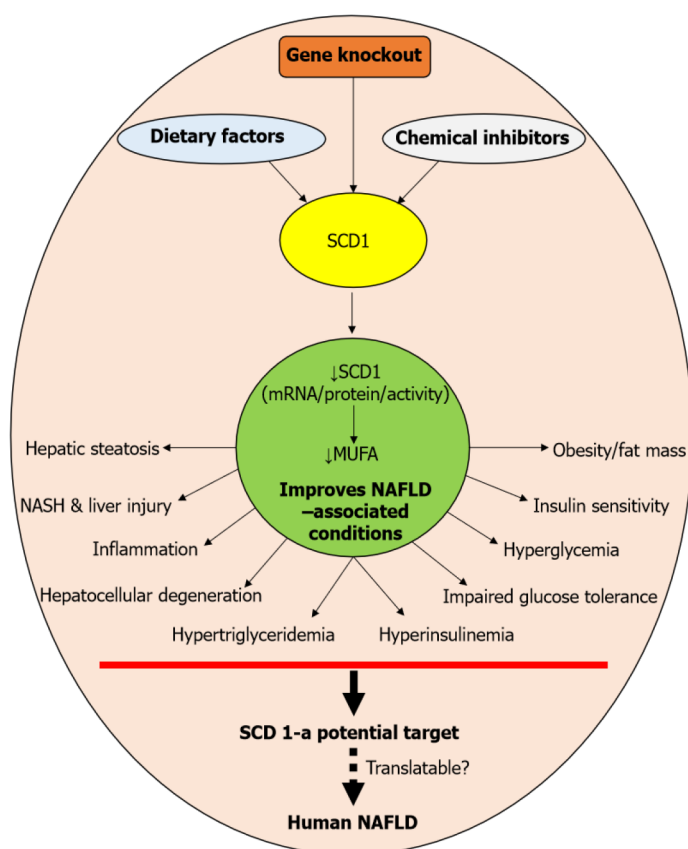 Gene knockout
Dietary factors
Chemical inhibitors
SCD1
↓SCD1
(mRNA/protein/activity)
↓MUFA
Improves NAFLD
–associated
conditions
Hepatic steatosis
NASH & liver injury
Inflammation
Hepatocellular degeneration
Hypertriglyceridemia
Hyperinsulinemia
Obesity/fat mass
Insulin sensitivity
Hyperglycemia
Impaired glucose tolerance
SCD 1-a potential target
Translatable?
Human NAFLD